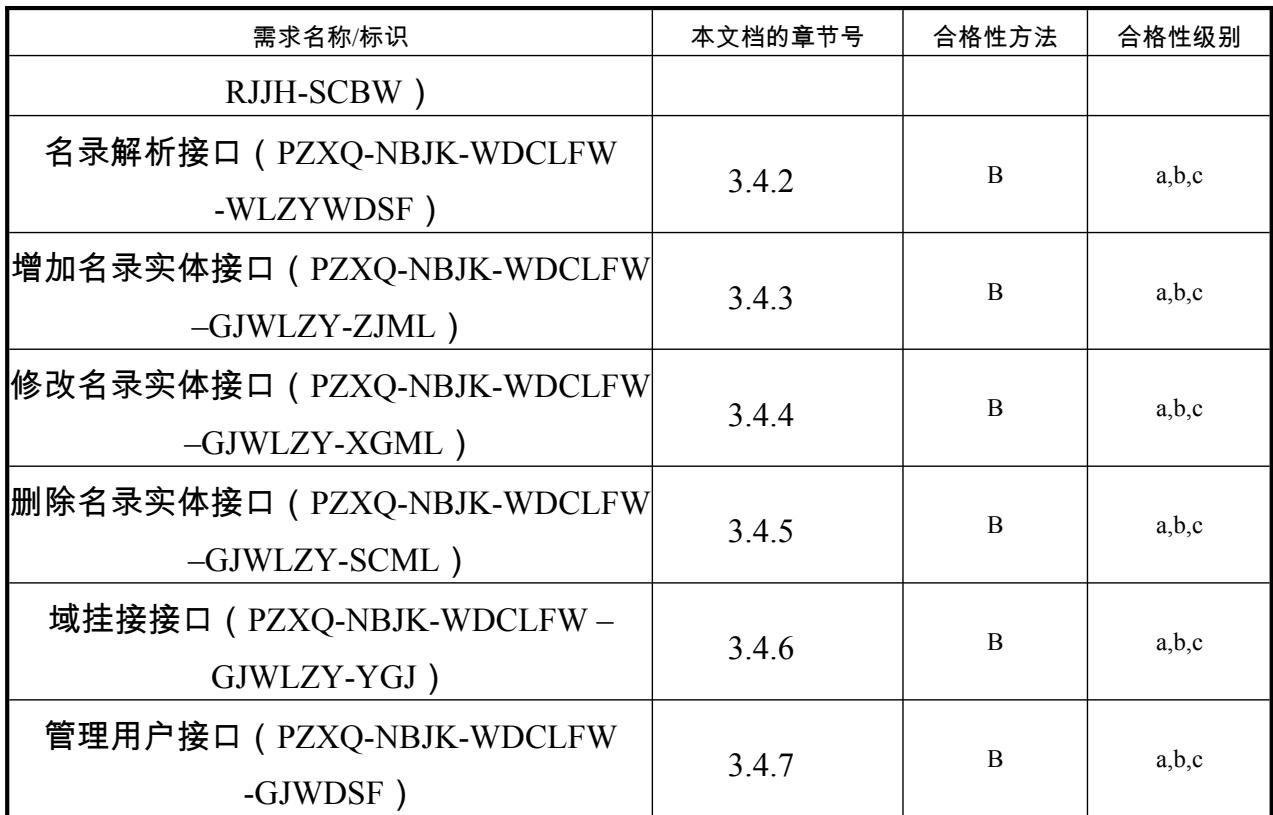 需求名称/标识 本文档的章节号 合格性方法 合格性级别
RJJH-SCBW）
名录解析接口（PZXQ-NBJK-WDCLFW
-WLZYWDSF） 3.4.2 B a,b,c
增加名录实体接口（PZXQ-NBJK-WDCLFW
–GJWLZY-ZJML） 3.4.3 B a,b,c
修改名录实体接口（PZXQ-NBJK-WDCLFW
–GJWLZY-XGML） 3.4.4 B a,b,c
删除名录实体接口（PZXQ-NBJK-WDCLFW
–GJWLZY-SCML） 3.4.5 B a,b,c
域挂接接口（PZXQ-NBJK-WDCLFW –
GJWLZY-YGJ） 3.4.6 B a,b,c
管理用户接口（PZXQ-NBJK-WDCLFW
-GJWDSF） 3.4.7 B a,b,c